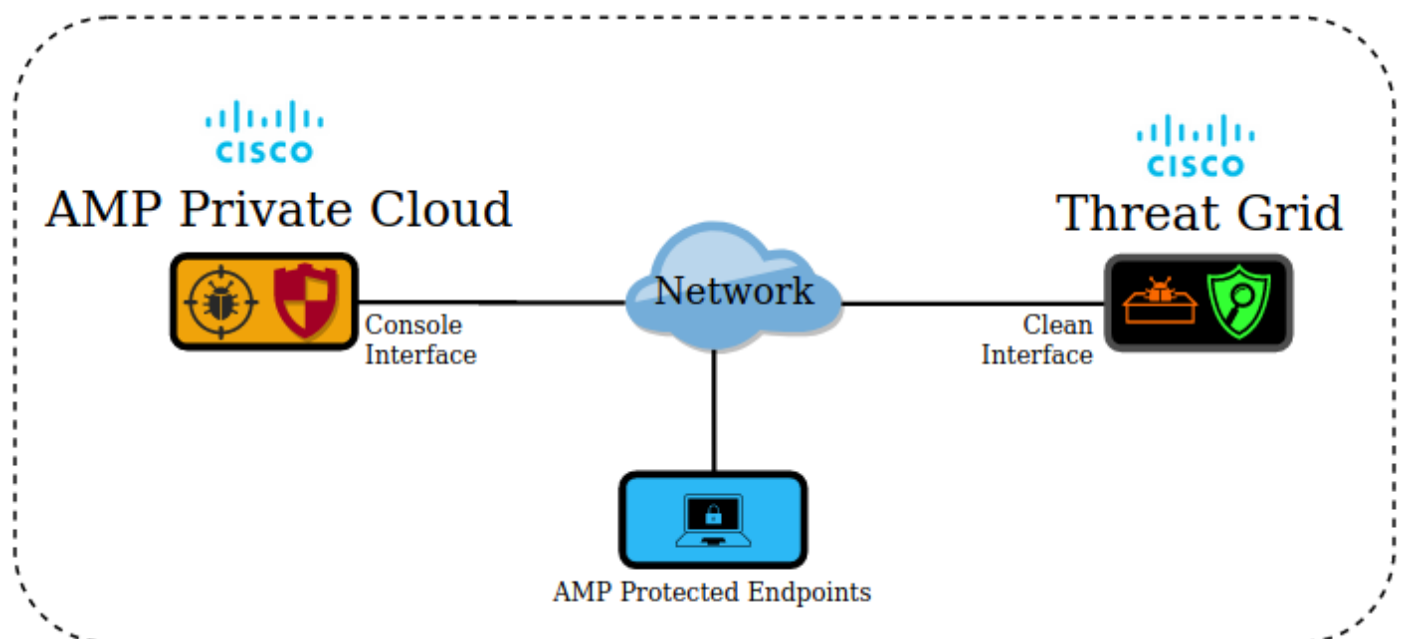 CISCO
AMP Private Cloud
CISCO
Threat Grid
Network
Console
Interface
Clean
Interface
AMP Protected Endpoints